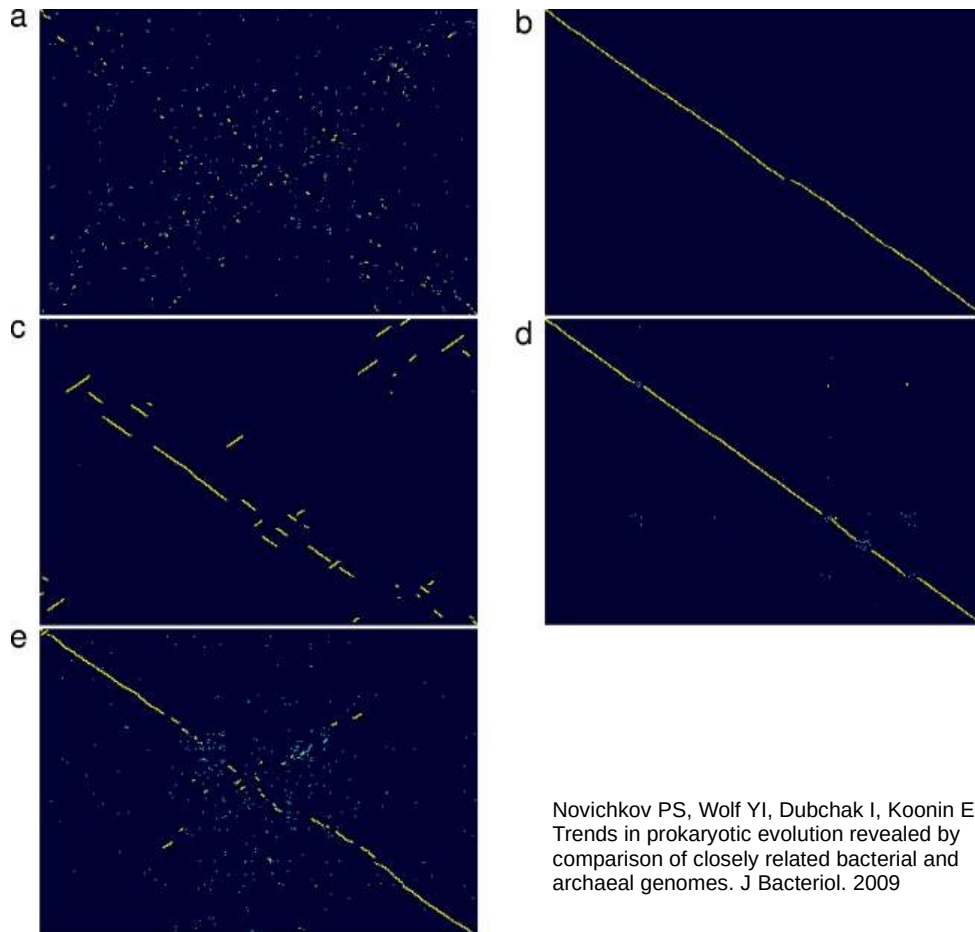 a
b
c
d
e
Novichkov PS, Wolf YI, Dubchak I, Koonin E
Trends in prokaryotic evolution revealed by
comparison of closely related bacterial and
archaeal genomes. J Bacteriol. 2009